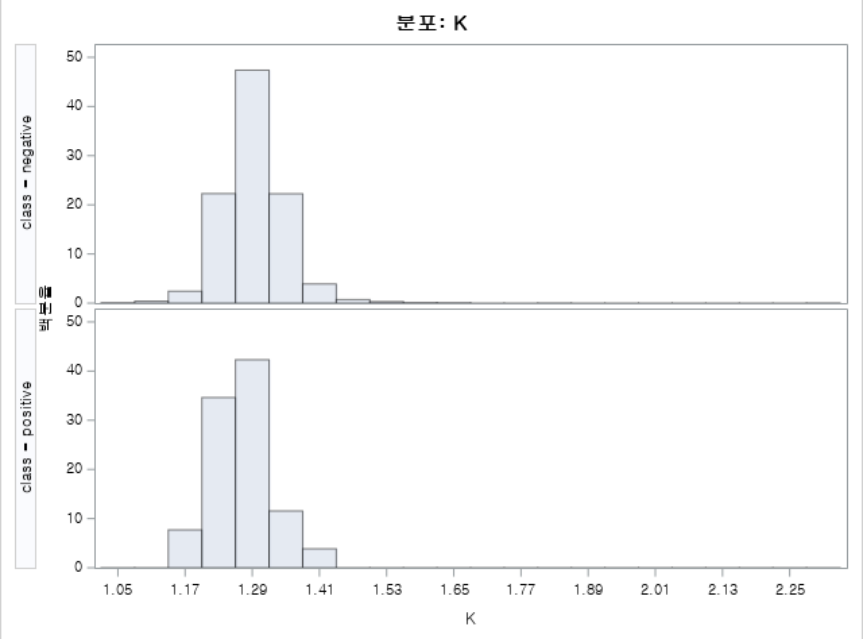 분포: K
class = negative
50
40
30
20
10
0
백분율
class = positive
50
40
30
20
10
0
1.05 1.17 1.29 1.41 1.53 1.65 1.77 1.89 2.01 2.13 2.25
K